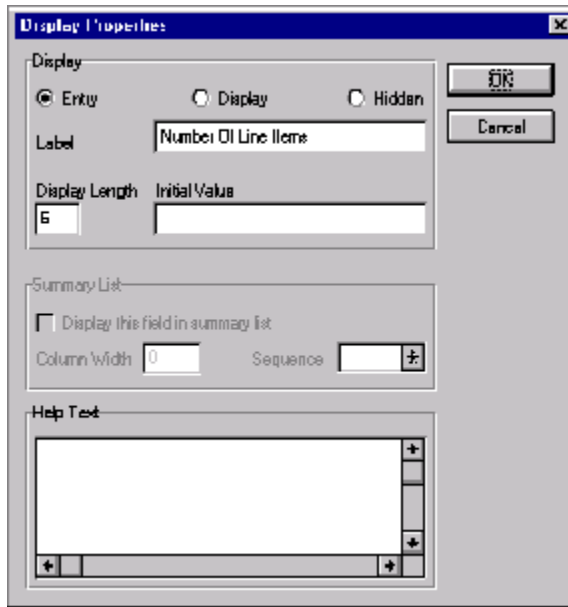 Display Properties
Display
Entry Display Hidden
OK
Cancel
Label Number Of Line Items
Display Length Initial Value
6
Summary List
Display this field in summary list
Column Width 0 Sequence
Help Text